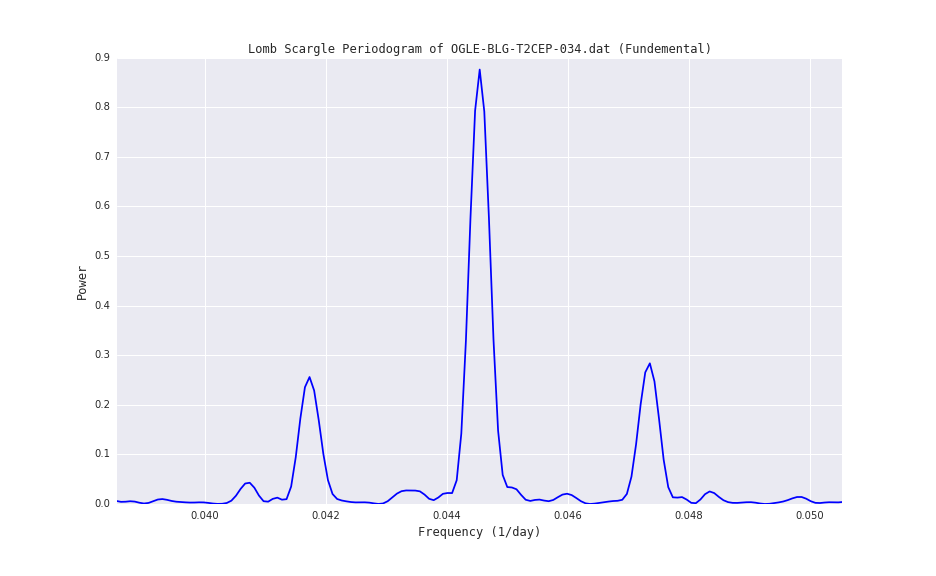 Lomb Scargle Periodogram of OGLE-BLG-T2CEP-034.dat (Fundemental)
0.9
0.8
0.7
0.6
0.5
0.4
0.3
0.2
0.1
0.0
Power
0.040 0.042 0.044 0.046 0.048 0.050
Frequency (1/day)